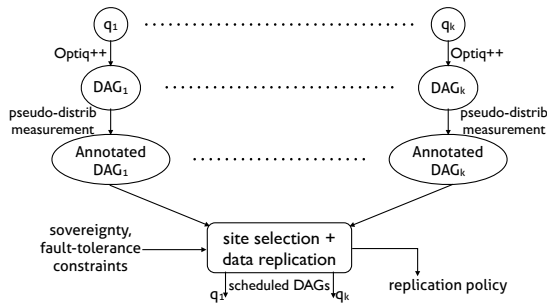 q1 qk
Optiq++ Optiq++
DAG1 DAGk
pseudo-distrib measurement pseudo-distrib measurement
Annotated DAG1 Annotated DAGk
sovereignty,
fault-tolerance
constraints
site selection +
data replication
scheduled DAGs
q1 qk
replication policy